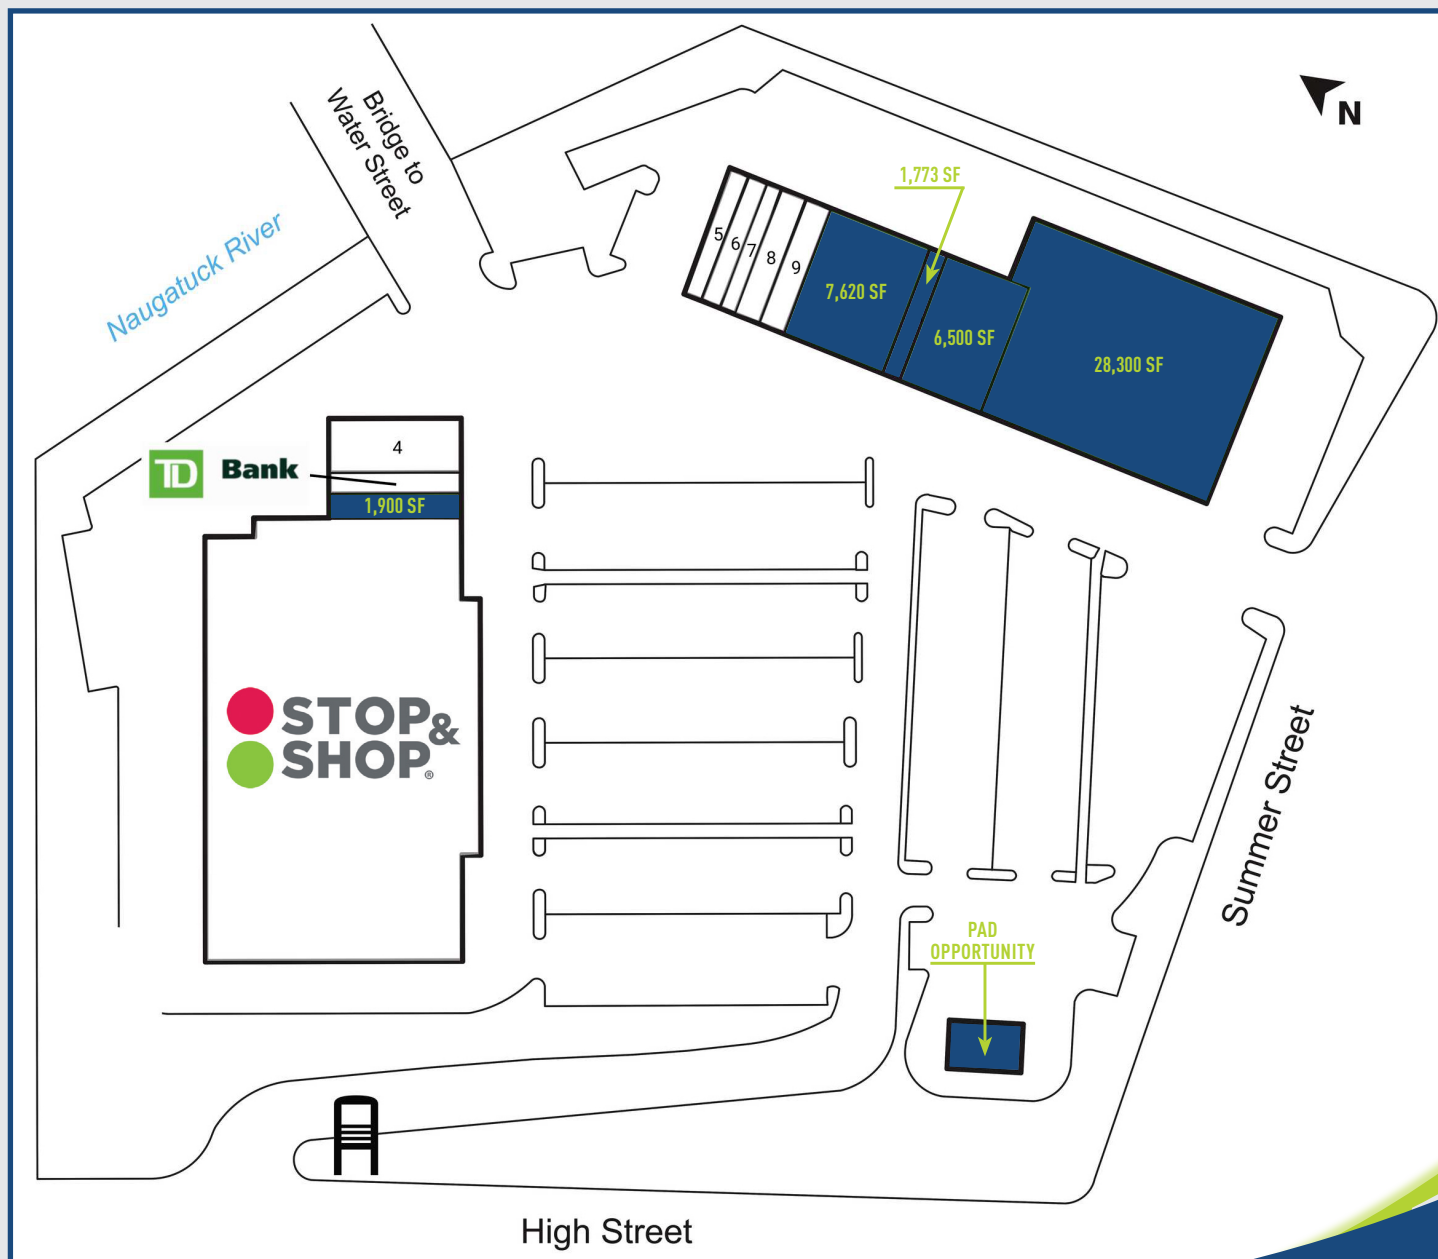 Bridge to
Water Street
N
Naugatuck River
1,773 SF
5
6
7
8
9
7,620 SF
6,500 SF
28,300 SF
4
TD Bank
1,900 SF
STOP&
SHOP®
Summer Street
PAD
OPPORTUNITY
High Street